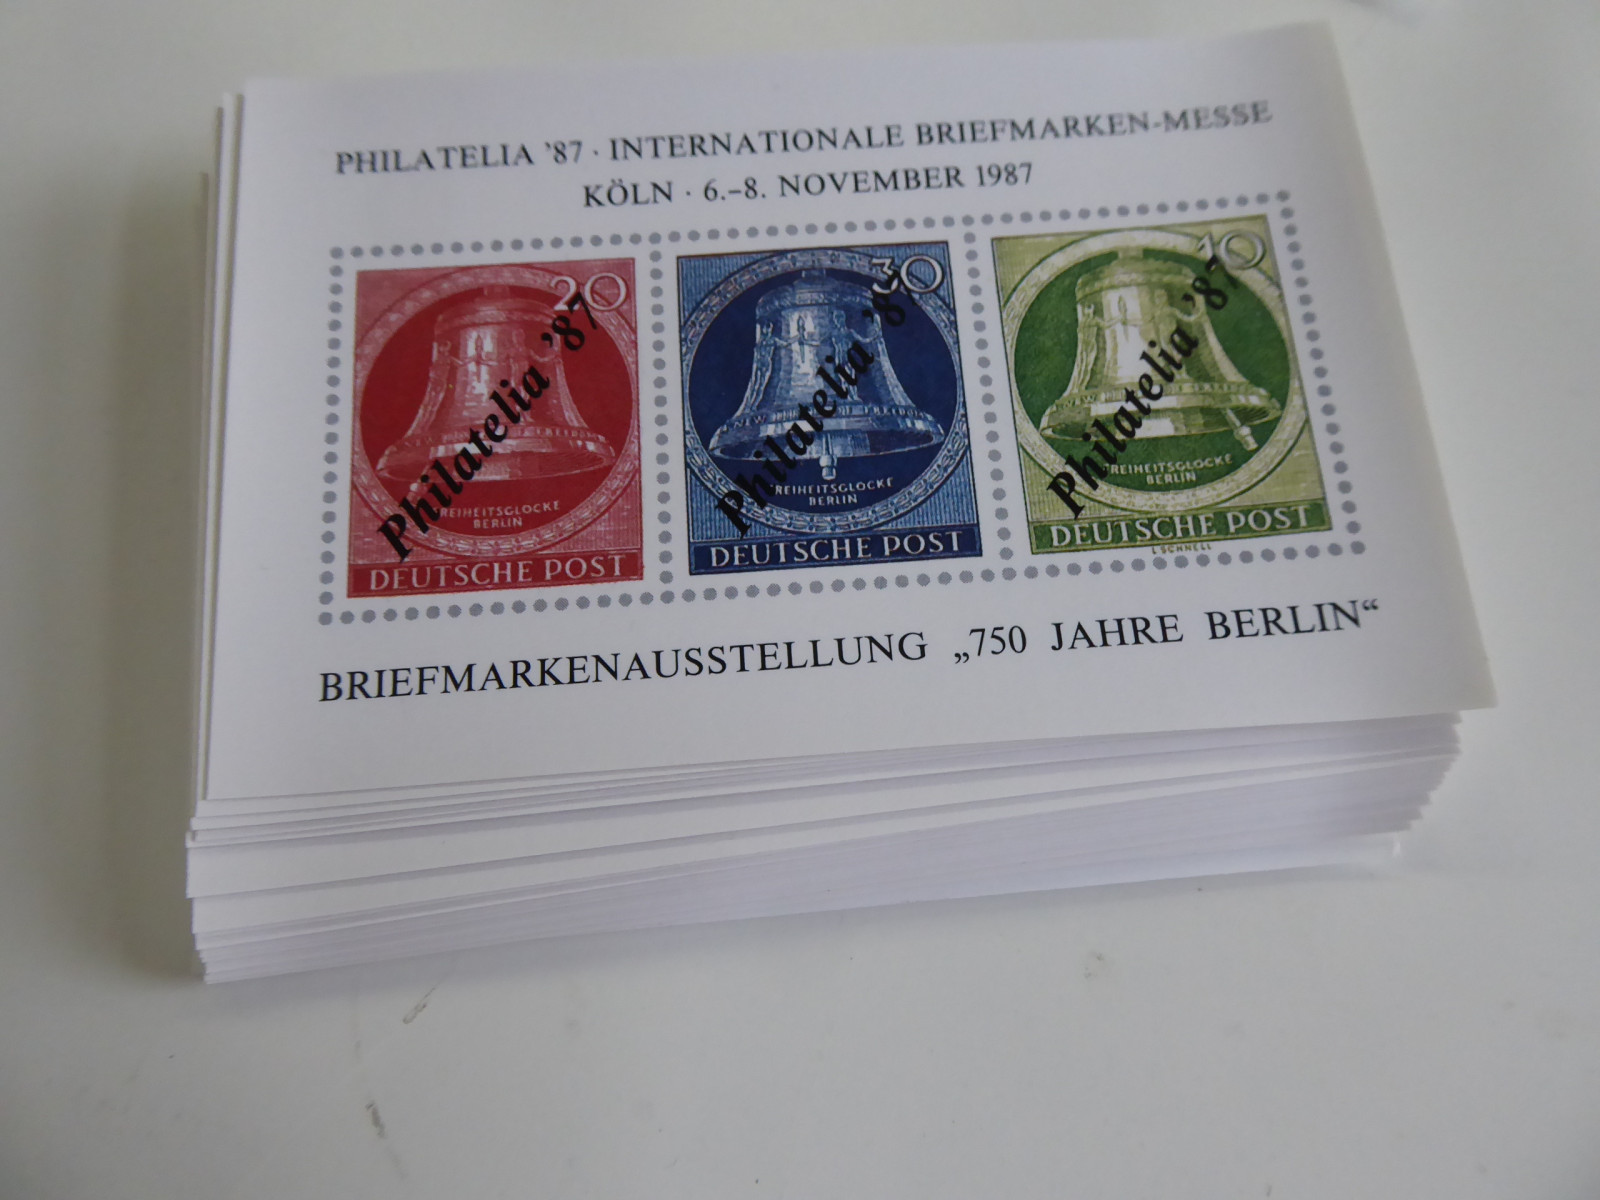 PHILATELIA '87 · INTERNATIONALE BRIEFMARKEN-MESSE
KÖLN · 6.–8. NOVEMBER 1987
20
Philatelia '87
FREIHEITSGLOCKE
BERLIN
DEUTSCHE POST
30
Philatelia '87
FREIHEITSGLOCKE
BERLIN
DEUTSCHE POST
10
Philatelia '87
FREIHEITSGLOCKE
BERLIN
DEUTSCHE POST
L SCHNELL
BRIEFMARKENAUSSTELLUNG „750 JAHRE BERLIN“